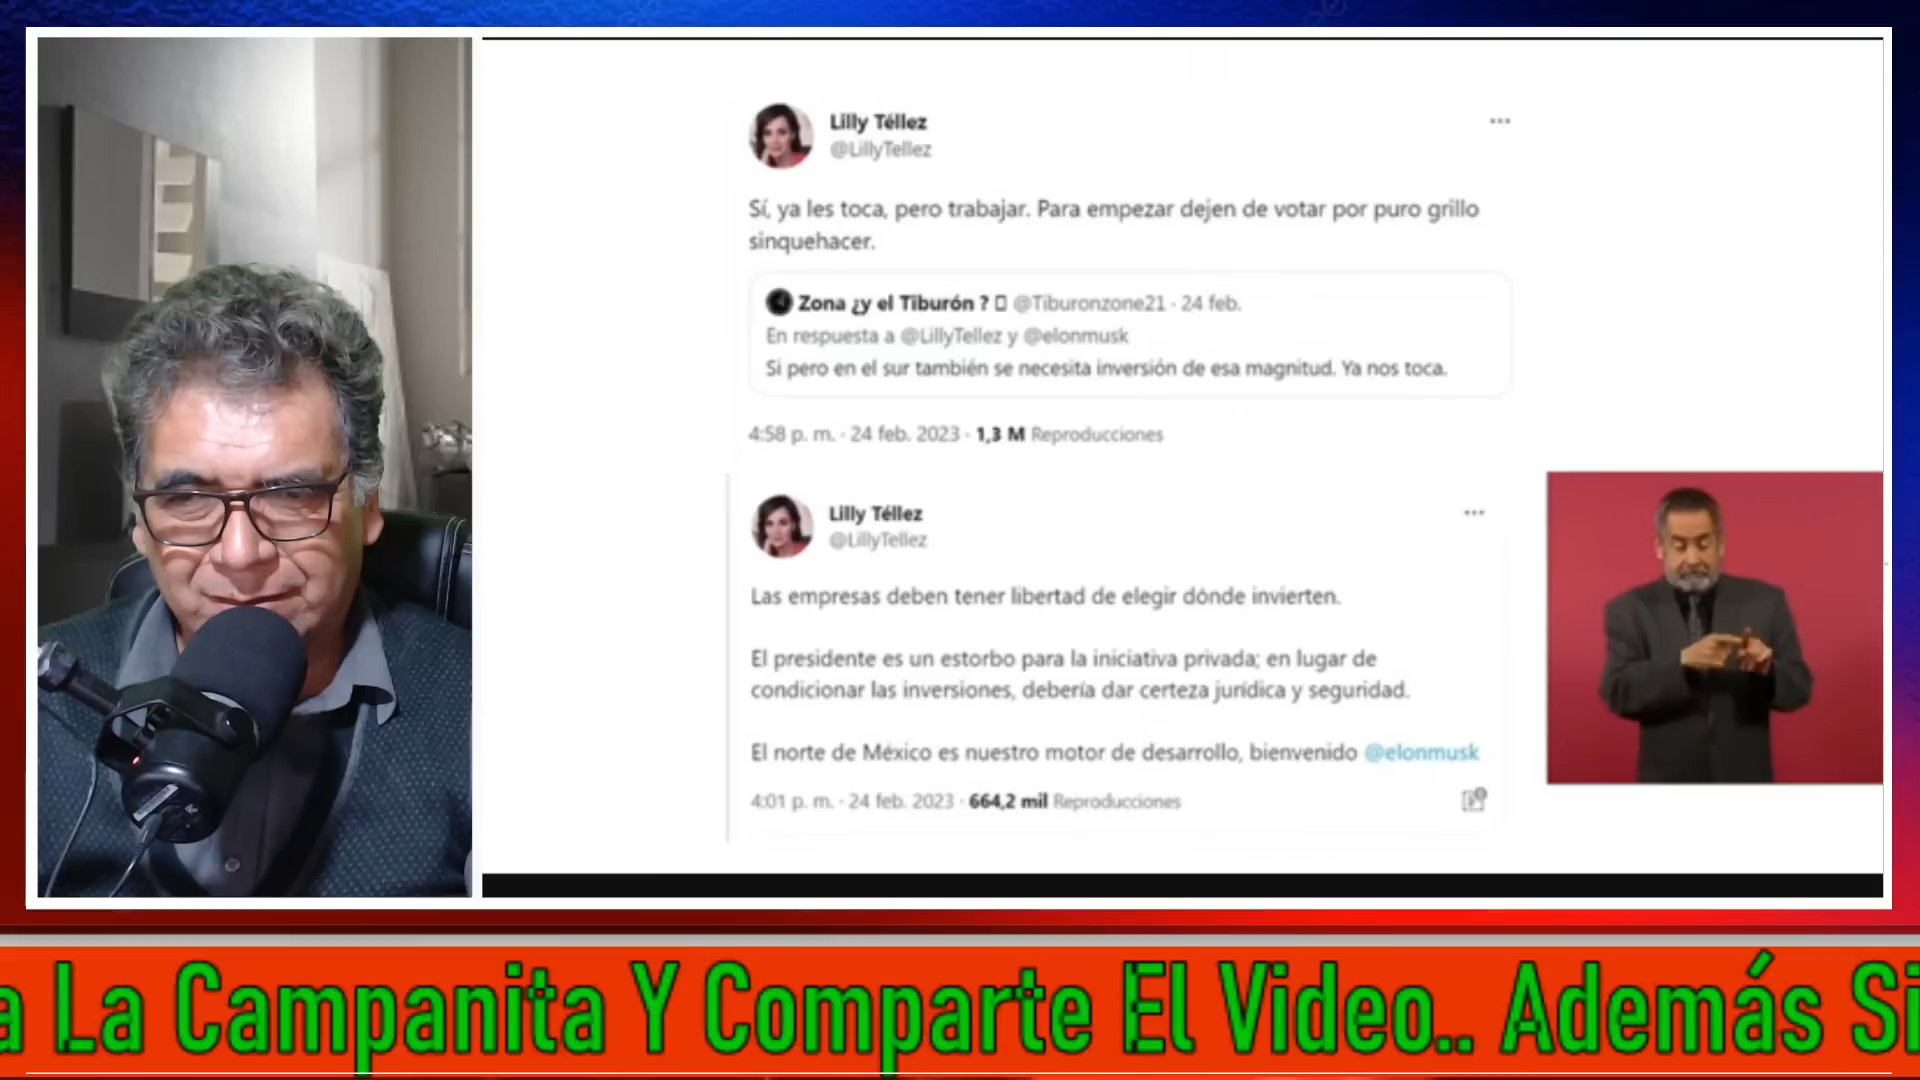 Lilly Téllez
@LillyTellez
Sí, ya les toca, pero trabajar. Para empezar dejen de votar por puro grillo
sinquehacer.
Zona ¿y el Tiburón ? @Tiburonzone21 · 24 feb.
En respuesta a @LillyTellez y @elonmusk
Si pero en el sur también se necesita inversión de esa magnitud. Ya nos toca.
4:58 p. m. · 24 feb. 2023 · 1,3 M Reproducciones
Lilly Téllez
@LillyTellez
Las empresas deben tener libertad de elegir dónde invierten.
El presidente es un estorbo para la iniciativa privada; en lugar de
condicionar las inversiones, debería dar certeza jurídica y seguridad.
El norte de México es nuestro motor de desarrollo, bienvenido @elonmusk
4:01 p. m. · 24 feb. 2023 · 664,2 mil Reproducciones
a La Campanita Y Comparte El Video.. Además Si